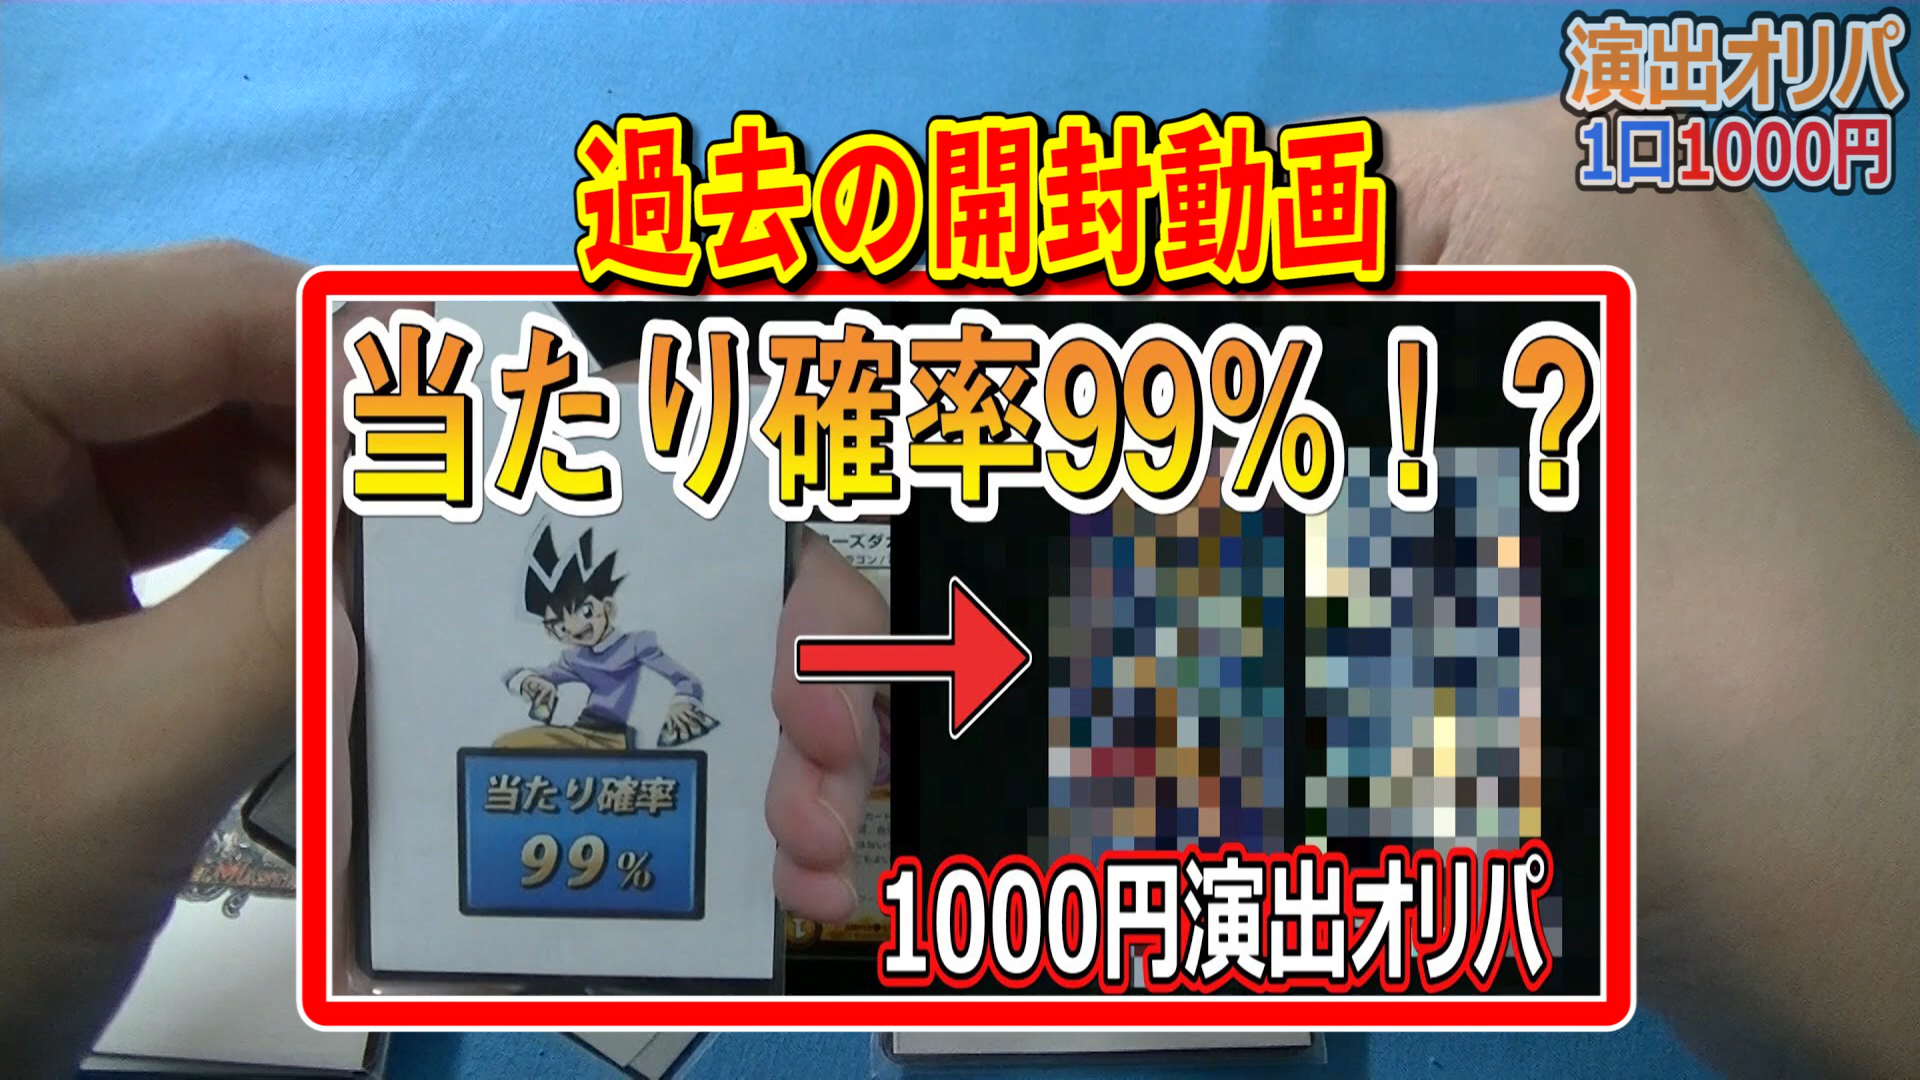 演出オリパ
1口1000円
過去の開封動画
当たり確率99%！？
当たり確率
99%
1000円演出オリパ